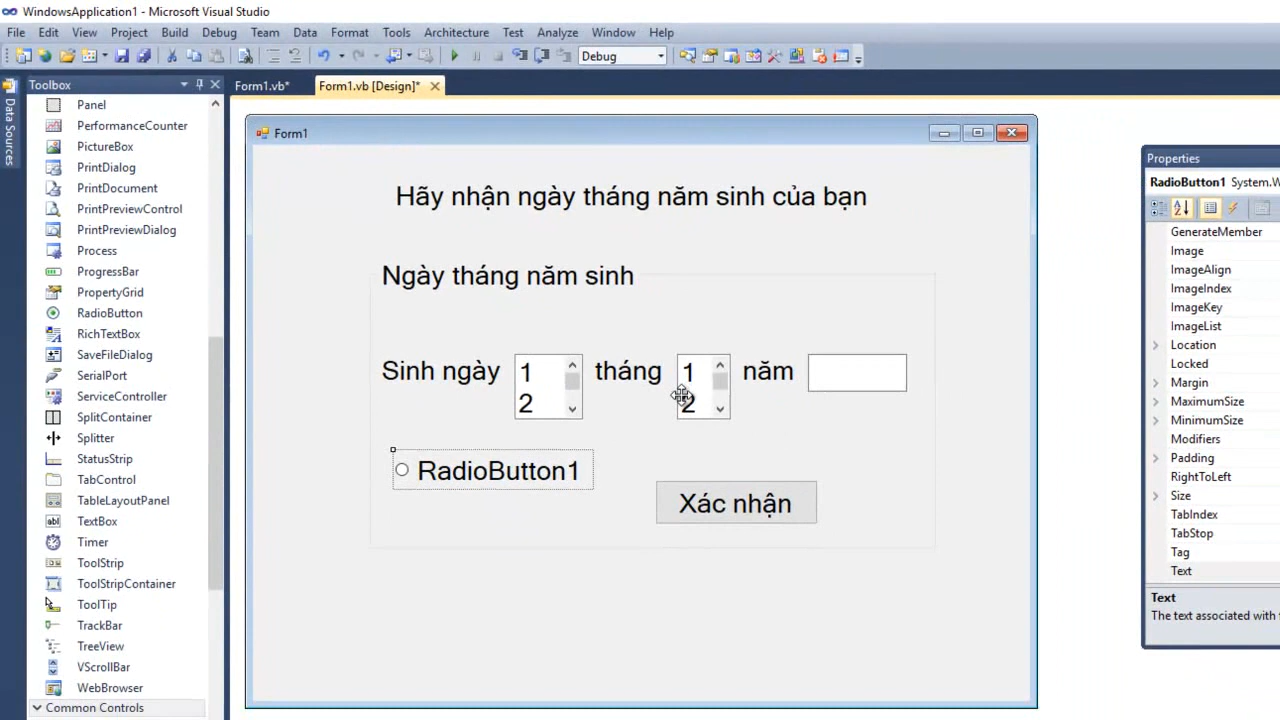 WindowsApplication1 - Microsoft Visual Studio
File Edit View Project Build Debug Team Data Format Tools Architecture Test Analyze Window Help
Debug
Toolbox
Form1.vb*
Form1.vb [Design]*
Data Sources
Panel
PerformanceCounter
PictureBox
PrintDialog
PrintDocument
PrintPreviewControl
PrintPreviewDialog
Process
ProgressBar
PropertyGrid
RadioButton
RichTextBox
SaveFileDialog
SerialPort
ServiceController
SplitContainer
Splitter
StatusStrip
TabControl
TableLayoutPanel
TextBox
Timer
ToolStrip
ToolStripContainer
ToolTip
TrackBar
TreeView
VScrollBar
WebBrowser
Common Controls
Form1
Hãy nhận ngày tháng năm sinh của bạn
Ngày tháng năm sinh
Sinh ngày 1 tháng 1 năm
2 2
RadioButton1
Xác nhận
Properties
RadioButton1 System.W
GenerateMember
Image
ImageAlign
ImageIndex
ImageKey
ImageList
Location
Locked
Margin
MaximumSize
MinimumSize
Modifiers
Padding
RightToLeft
Size
TabIndex
TabStop
Tag
Text
Text
The text associated with